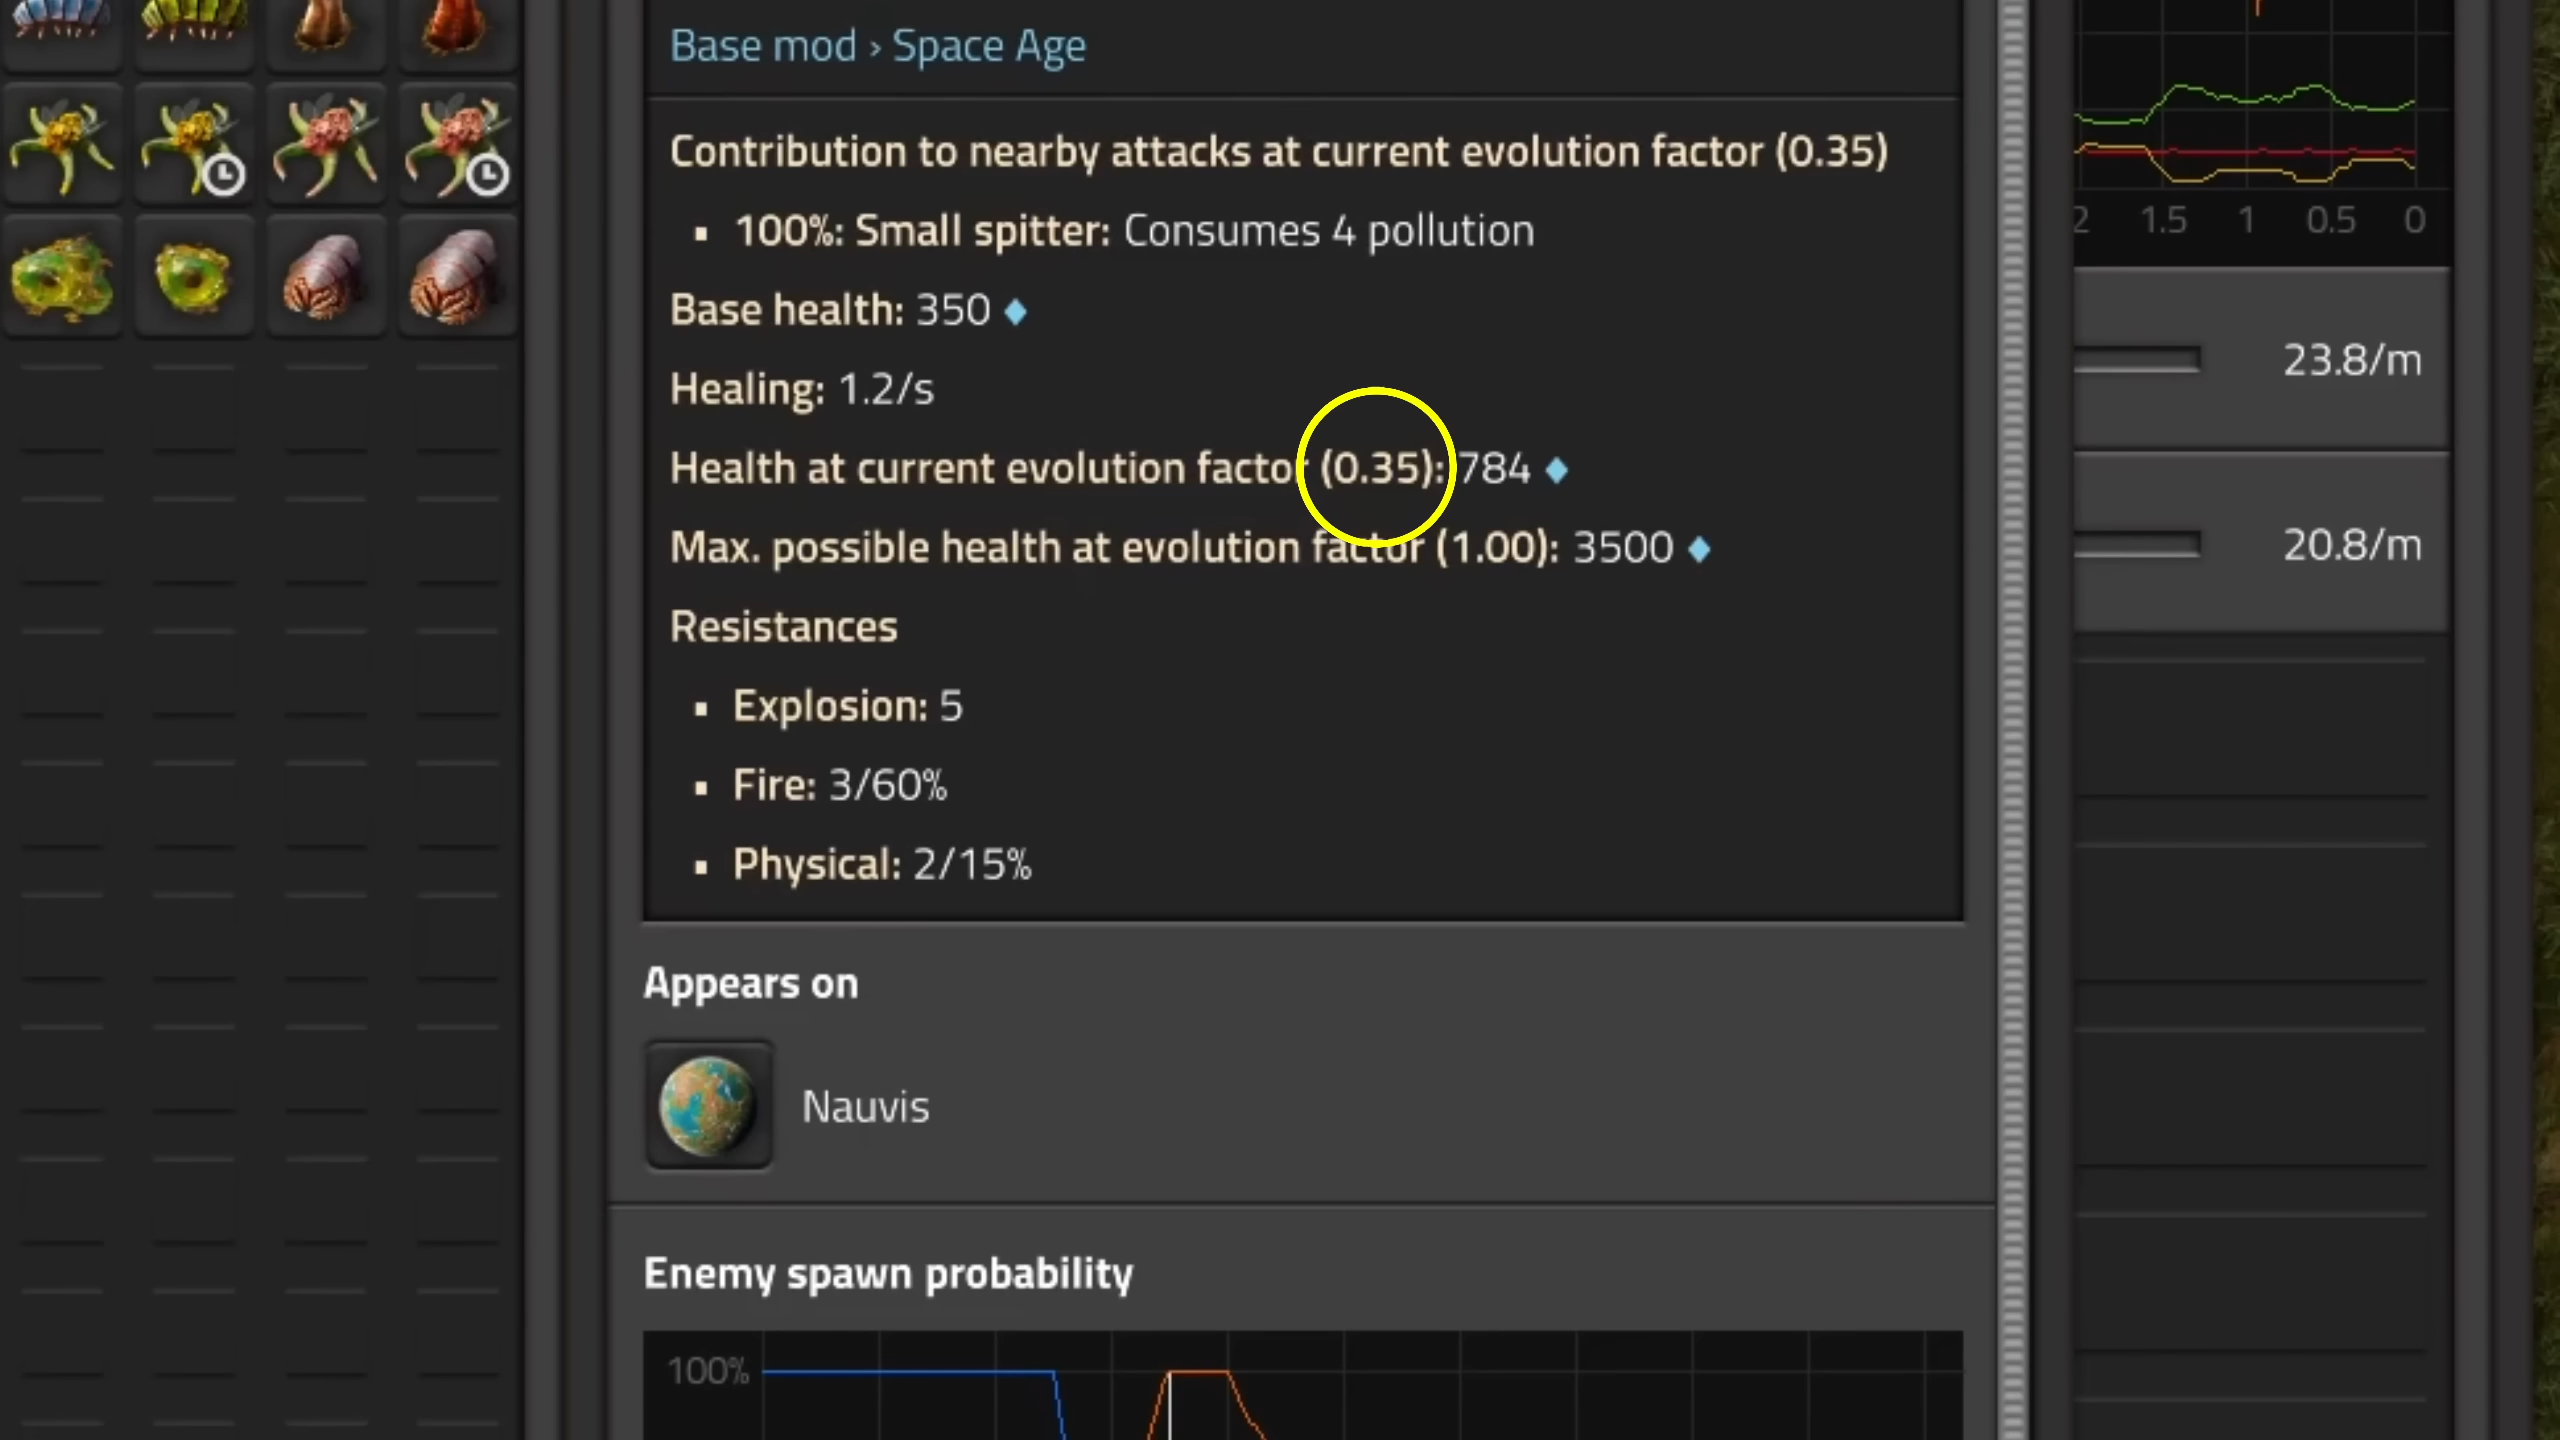 Base mod › Space Age
Contribution to nearby attacks at current evolution factor (0.35)
▪ 100%: Small spitter: Consumes 4 pollution
Base health: 350
Healing: 1.2/s
Health at current evolution factor (0.35): 784
Max. possible health at evolution factor (1.00): 3500
Resistances
▪ Explosion: 5
▪ Fire: 3/60%
▪ Physical: 2/15%
Appears on
Nauvis
Enemy spawn probability
100%
2 1.5 1 0.5 0
23.8/m
20.8/m